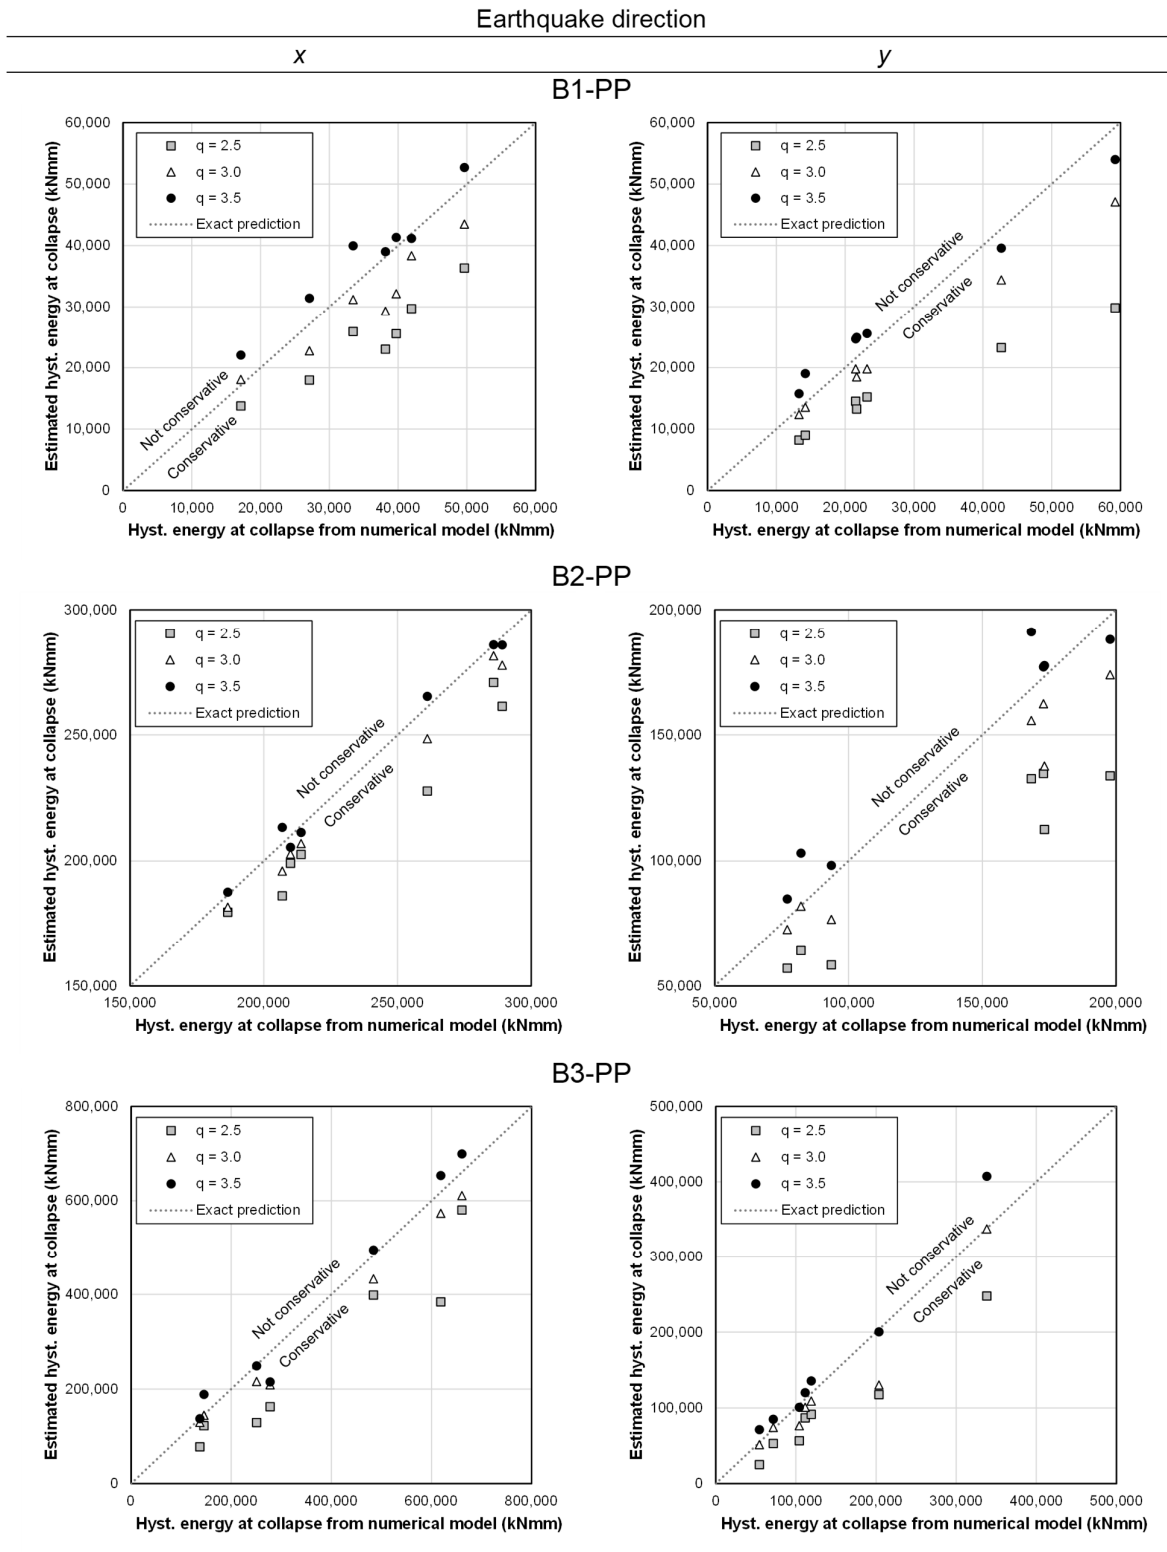 Earthquake direction
x y
B1-PP
Estimated hyst. energy at collapse (kNmm)
60,000
50,000
40,000
30,000
20,000
10,000
0
q = 2.5
q = 3.0
q = 3.5
Exact prediction
Not conservative
Conservative
0 10,000 20,000 30,000 40,000 50,000 60,000
Hyst. energy at collapse from numerical model (kNmm)
Estimated hyst. energy at collapse (kNmm)
60,000
50,000
40,000
30,000
20,000
10,000
0
q = 2.5
q = 3.0
q = 3.5
Exact prediction
Not conservative
Conservative
0 10,000 20,000 30,000 40,000 50,000 60,000
Hyst. energy at collapse from numerical model (kNmm)
B2-PP
Estimated hyst. energy at collapse (kNmm)
300,000
250,000
200,000
150,000
q = 2.5
q = 3.0
q = 3.5
Exact prediction
Not conservative
Conservative
150,000 200,000 250,000 300,000
Hyst. energy at collapse from numerical model (kNmm)
Estimated hyst. energy at collapse (kNmm)
200,000
150,000
100,000
50,000
q = 2.5
q = 3.0
q = 3.5
Exact prediction
Not conservative
Conservative
50,000 100,000 150,000 200,000
Hyst. energy at collapse from numerical model (kNmm)
B3-PP
Estimated hyst. energy at collapse (kNmm)
800,000
600,000
400,000
200,000
0
q = 2.5
q = 3.0
q = 3.5
Exact prediction
Not conservative
Conservative
0 200,000 400,000 600,000 800,000
Hyst. energy at collapse from numerical model (kNmm)
Estimated hyst. energy at collapse (kNmm)
500,000
400,000
300,000
200,000
100,000
0
q = 2.5
q = 3.0
q = 3.5
Exact prediction
Not conservative
Conservative
0 100,000 200,000 300,000 400,000 500,000
Hyst. energy at collapse from numerical model (kNmm)